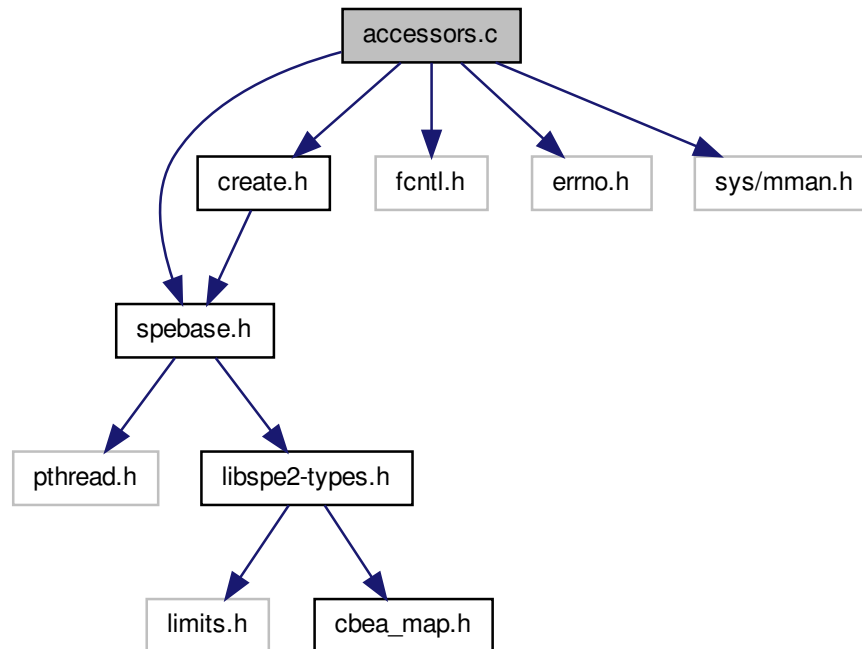 accessors.c
create.h
fcntl.h
errno.h
sys/mman.h
spebase.h
pthread.h
libspe2-types.h
limits.h
cbea_map.h